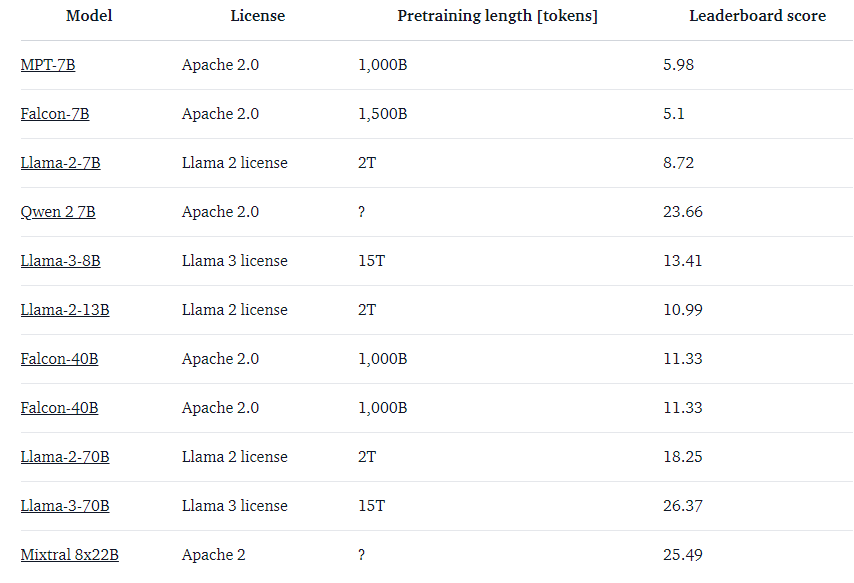 Model License Pretraining length [tokens] Leaderboard score
MPT-7B Apache 2.0 1,000B 5.98
Falcon-7B Apache 2.0 1,500B 5.1
Llama-2-7B Llama 2 license 2T 8.72
Qwen 2 7B Apache 2.0 ? 23.66
Llama-3-8B Llama 3 license 15T 13.41
Llama-2-13B Llama 2 license 2T 10.99
Falcon-40B Apache 2.0 1,000B 11.33
Falcon-40B Apache 2.0 1,000B 11.33
Llama-2-70B Llama 2 license 2T 18.25
Llama-3-70B Llama 3 license 15T 26.37
Mixtral 8x22B Apache 2 ? 25.49